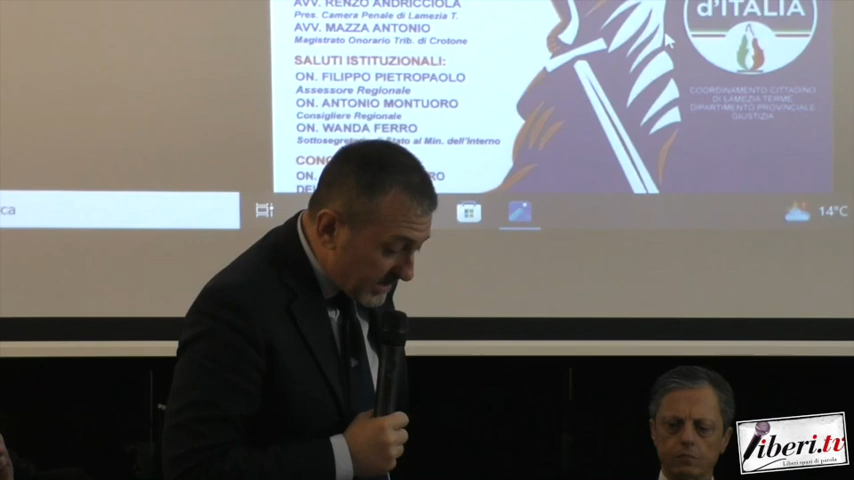 AVV. RENZO ANDRICCIOLA
Pres. Camera Penale di Lamezia T.
AVV. MAZZA ANTONIO
Magistrato Onorario Trib. di Crotone
SALUTI ISTITUZIONALI:
ON. FILIPPO PIETROPAOLO
Assessore Regionale
ON. ANTONIO MONTUORO
Consigliere Regionale
ON. WANDA FERRO
Sottosegretario di Stato al Min. dell'Interno
ON.
d'ITALIA
COORDINAMENTO CITTADINO
DI LAMEZIA TERME
DIPARTIMENTO PROVINCIALE
GIUSTIZIA
ca
14°C
Liberi.tv
Liberi spazi di parola